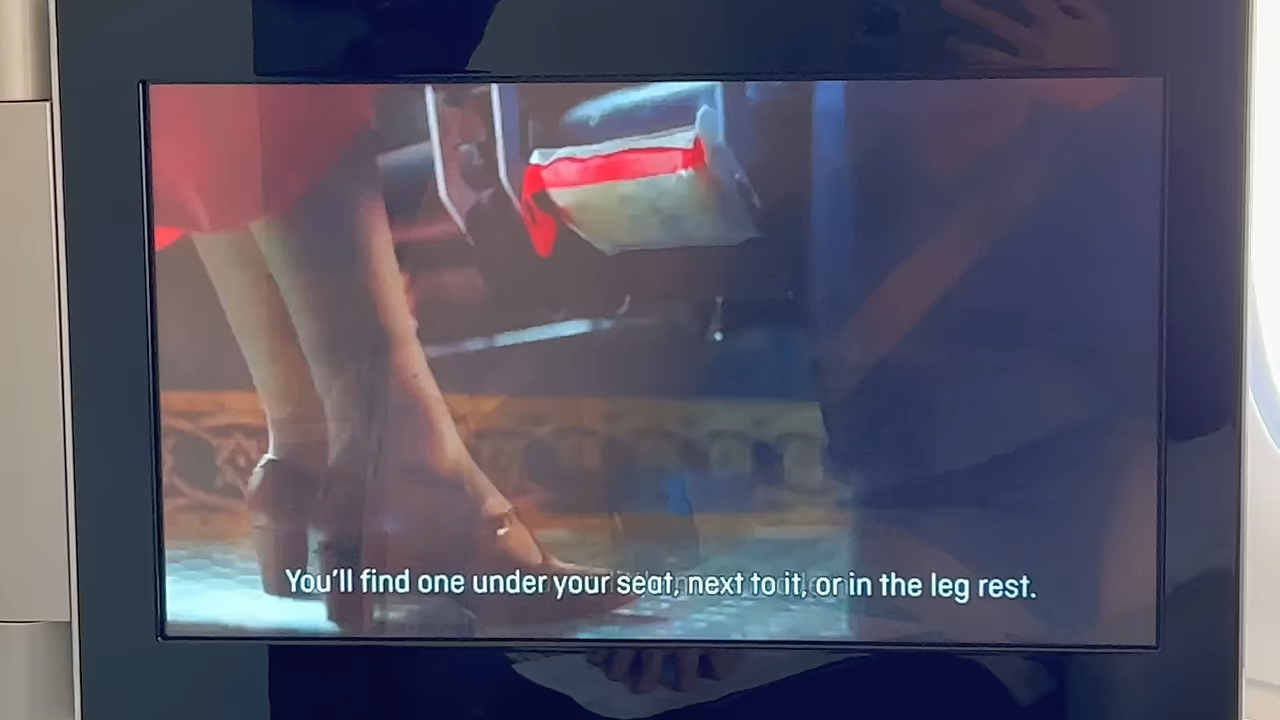 You'll find one under your seat, next to it, or in the leg rest.